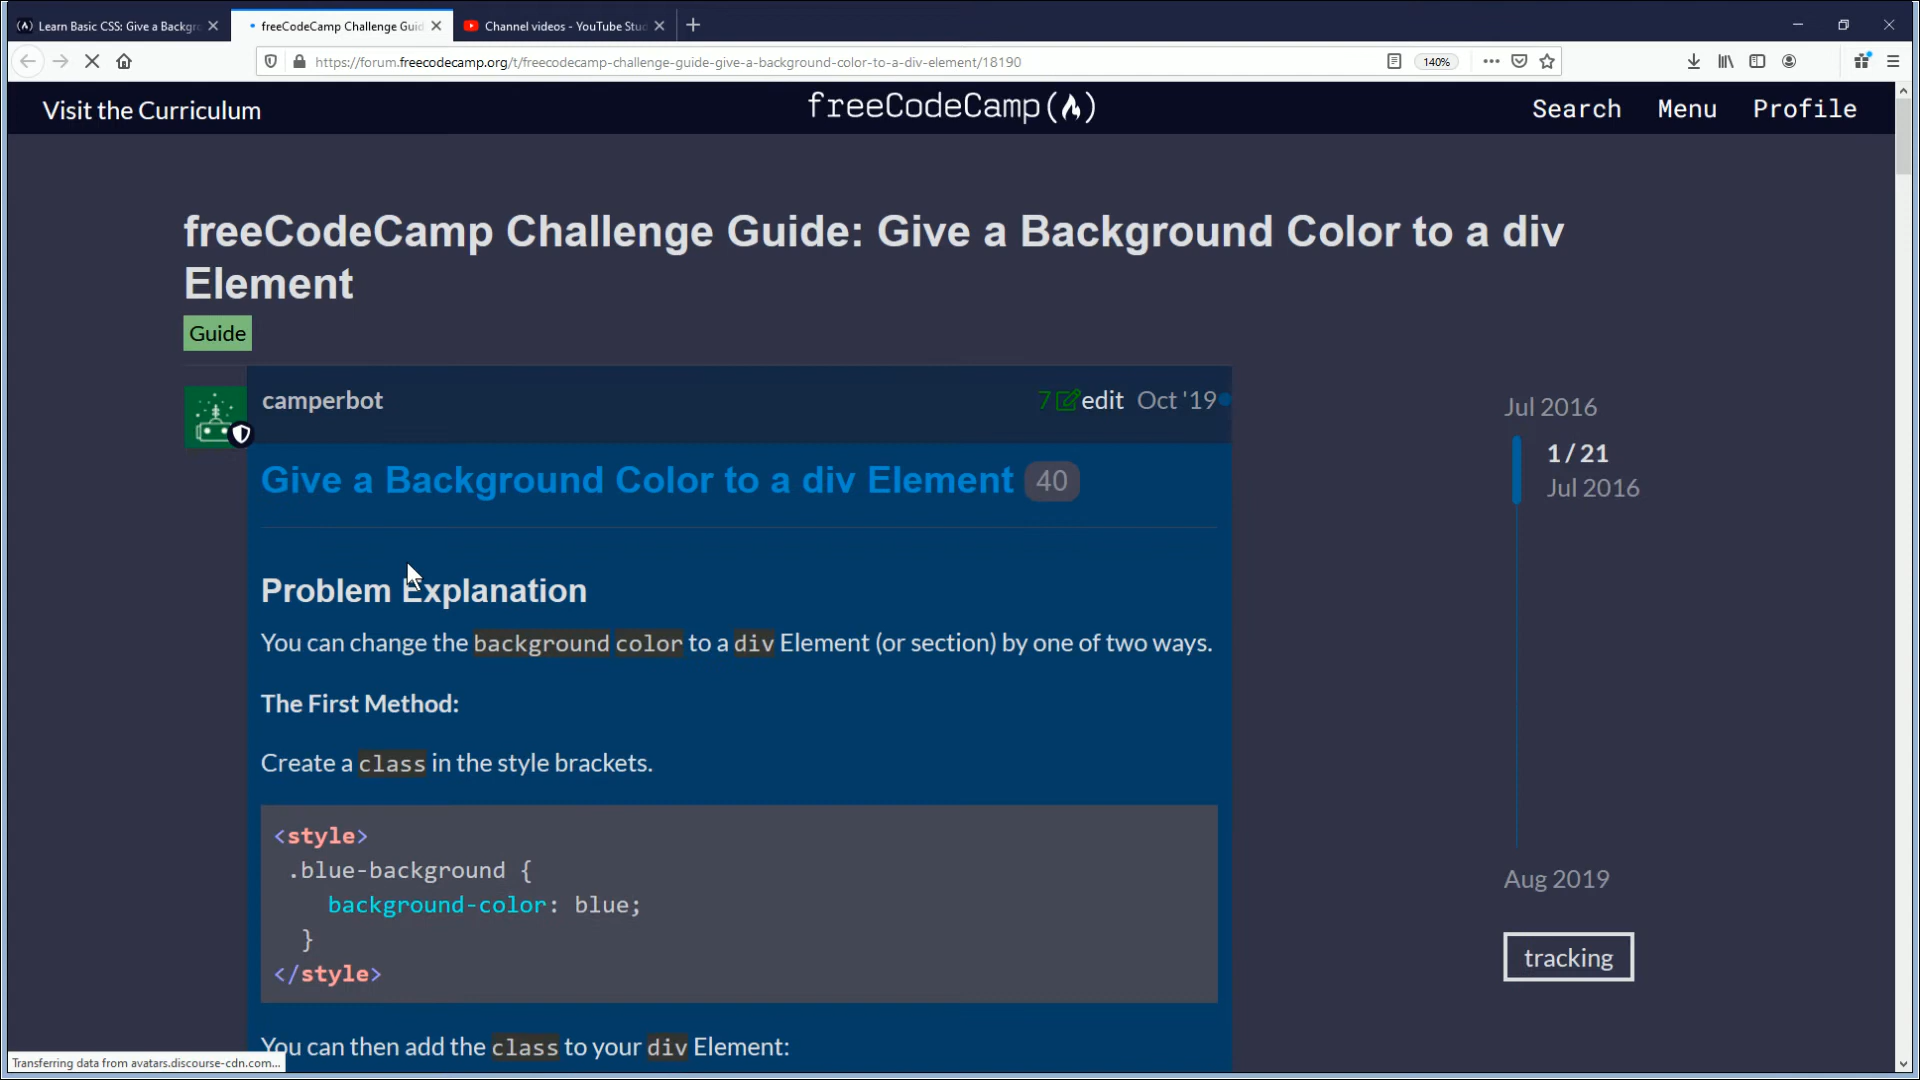 Learn Basic CSS: Give a Backgr
freeCodeCamp Challenge Guid
Channel videos - YouTube Stud
https://forum.freecodecamp.org/t/freecodecamp-challenge-guide-give-a-background-color-to-a-div-element/18190
140%
Visit the Curriculum
freeCodeCamp
Search
Menu
Profile
freeCodeCamp Challenge Guide: Give a Background Color to a div
Element
Guide
camperbot
7 edit Oct '19
Jul 2016
1 / 21
Jul 2016
Give a Background Color to a div Element 40
Problem Explanation
You can change the background color to a div Element (or section) by one of two ways.
The First Method:
Create a class in the style brackets.
<style>
.blue-background {
background-color: blue;
}
</style>
Aug 2019
tracking
You can then add the class to your div Element:
Transferring data from avatars.discourse-cdn.com...